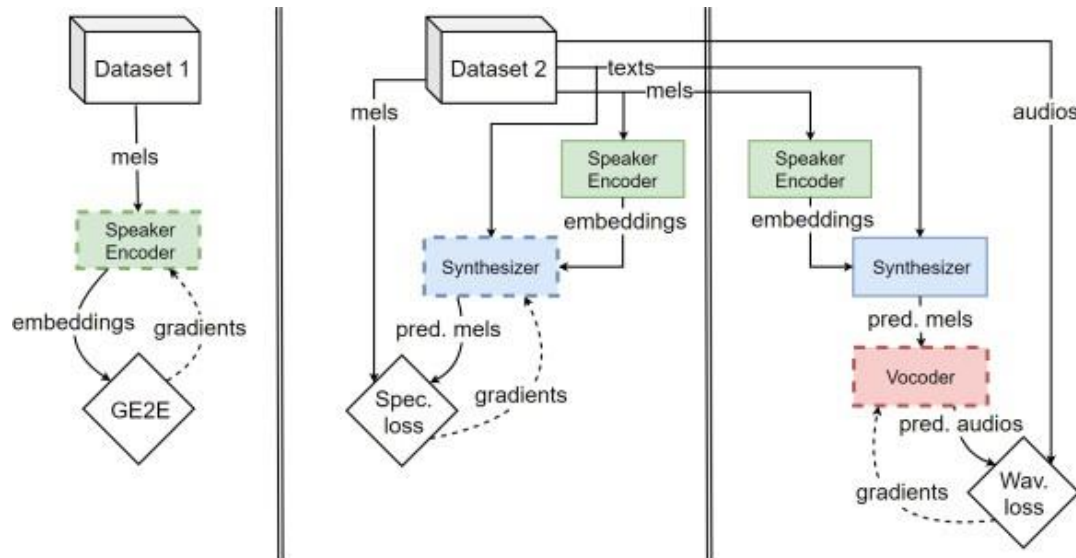 Dataset 1
mels
Speaker
Encoder
embeddings
gradients
GE2E
Dataset 2
texts
mels
mels
Speaker
Encoder
embeddings
Synthesizer
pred. mels
gradients
Spec.
loss
audios
Speaker
Encoder
embeddings
Synthesizer
pred. mels
Vocoder
pred. audios
gradients
Wav.
loss